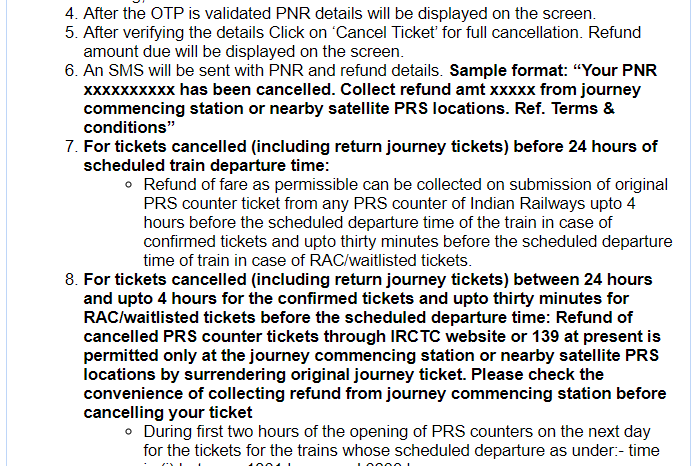 4. After the OTP is validated PNR details will be displayed on the screen.
5. After verifying the details Click on ‘Cancel Ticket’ for full cancellation. Refund
amount due will be displayed on the screen.
6. An SMS will be sent with PNR and refund details. Sample format: “Your PNR
xxxxxxxxxx has been cancelled. Collect refund amt xxxxx from journey
commencing station or nearby satellite PRS locations. Ref. Terms &
conditions”
7. For tickets cancelled (including return journey tickets) before 24 hours of
scheduled train departure time:
Refund of fare as permissible can be collected on submission of original
PRS counter ticket from any PRS counter of Indian Railways upto 4
hours before the scheduled departure time of the train in case of
confirmed tickets and upto thirty minutes before the scheduled departure
time of train in case of RAC/waitlisted tickets.
8. For tickets cancelled (including return journey tickets) between 24 hours
and upto 4 hours for the confirmed tickets and upto thirty minutes for
RAC/waitlisted tickets before the scheduled departure time: Refund of
cancelled PRS counter tickets through IRCTC website or 139 at present is
permitted only at the journey commencing station or nearby satellite PRS
locations by surrendering original journey ticket. Please check the
convenience of collecting refund from journey commencing station before
cancelling your ticket
During first two hours of the opening of PRS counters on the next day
for the tickets for the trains whose scheduled departure as under:- time